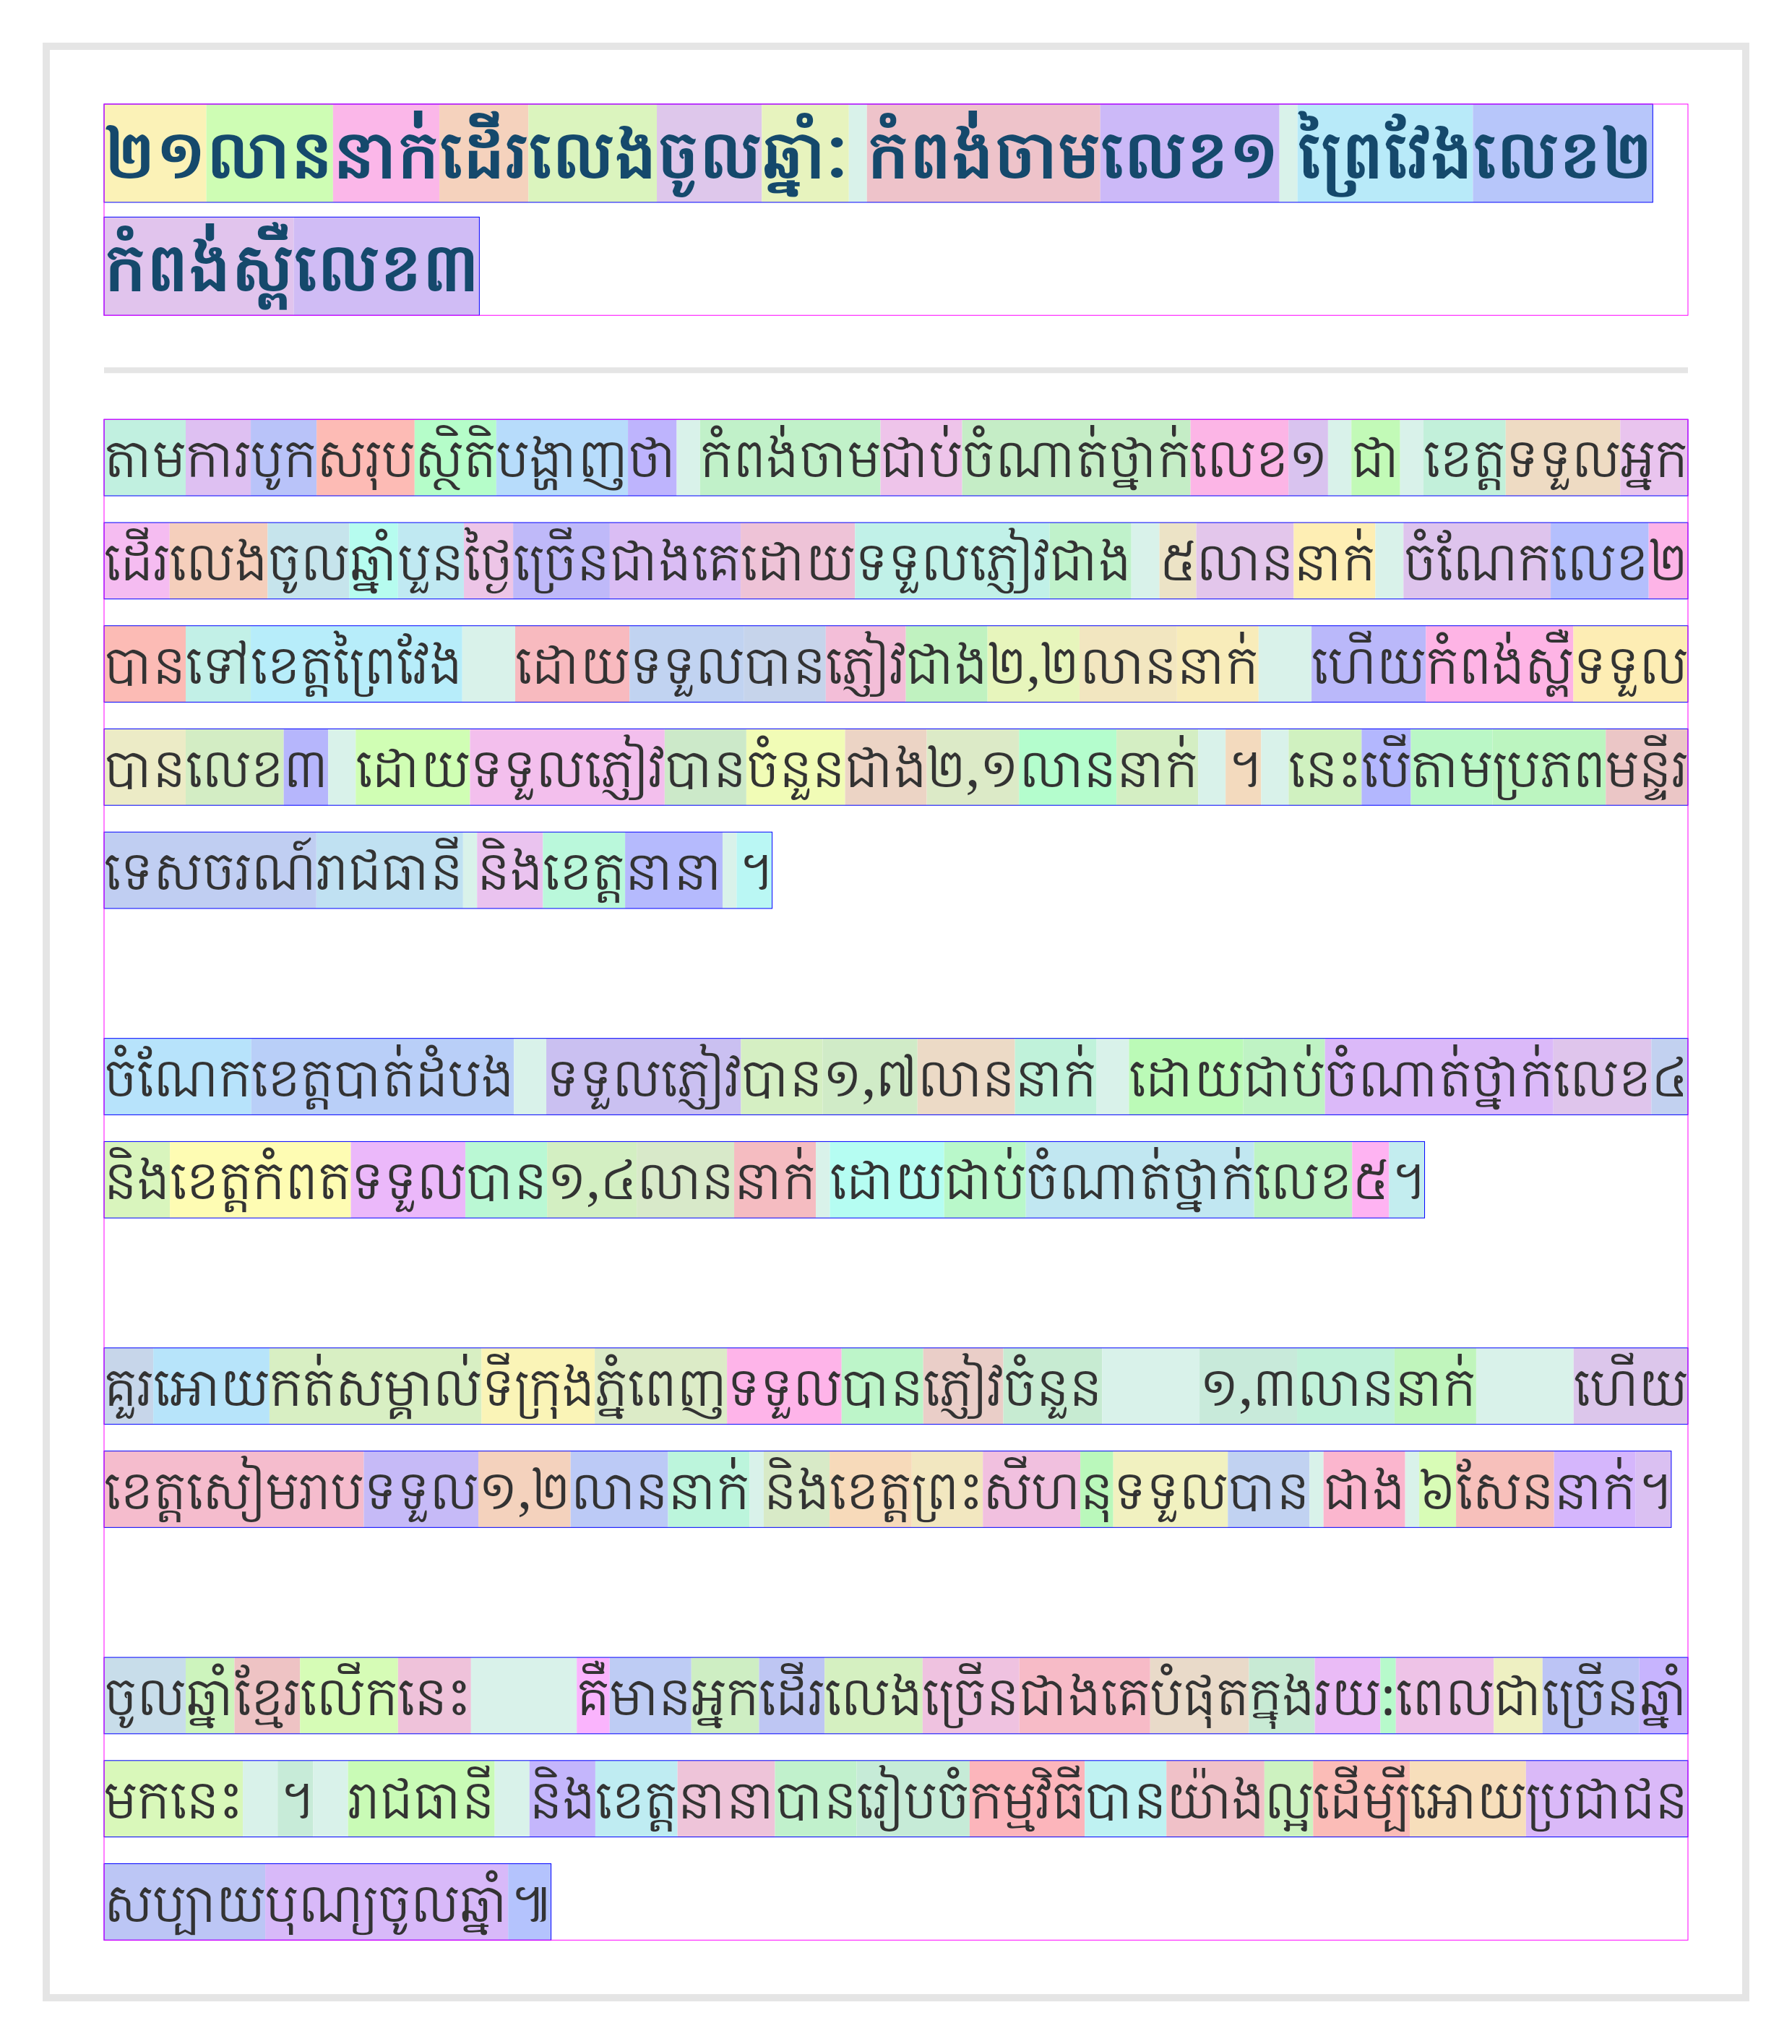 ២១លាននាក់ដើរលេងចូលឆ្នាំ: កំពង់ចាមលេខ១ ព្រៃវែងលេខ២
កំពង់ស្ពឺលេខ៣
តាមការបូកសរុបស្ថិតិបង្ហាញថា កំពង់ចាមជាប់ចំណាត់ថ្នាក់លេខ១ ជា ខេត្តទទួលអ្នក
ដើរលេងចូលឆ្នាំបួនថ្ងៃច្រើនជាងគេដោយទទួលភ្ញៀវជាង ៥លាននាក់ ចំណែកលេខ២
បានទៅខេត្តព្រៃវែង ដោយទទួលបានភ្ញៀវជាង២,២លាននាក់ ហើយកំពង់ស្ពឺទទួល
បានលេខ៣ ដោយទទួលភ្ញៀវបានចំនួនជាង២,១លាននាក់ ។ នេះបើតាមប្រភពមន្ទីរ
ទេសចរណ៍រាជធានី និងខេត្តនានា ។
ចំណែកខេត្តបាត់ដំបង ទទួលភ្ញៀវបាន១,៧លាននាក់ ដោយជាប់ចំណាត់ថ្នាក់លេខ៤
និងខេត្តកំពតទទួលបាន១,៤លាននាក់ ដោយជាប់ចំណាត់ថ្នាក់លេខ៥។
គួរអោយកត់សម្គាល់ទីក្រុងភ្នំពេញទទួលបានភ្ញៀវចំនួន ១,៣លាននាក់ ហើយ
ខេត្តសៀមរាបទទួល១,២លាននាក់ និងខេត្តព្រះសីហនុទទួលបាន ជាង ៦សែននាក់។
ចូលឆ្នាំខ្មែរលើកនេះ គឺមានអ្នកដើរលេងច្រើនជាងគេបំផុតក្នុងរយ:ពេលជាច្រើនឆ្នាំ
មកនេះ ។ រាជធានី និងខេត្តនានាបានរៀបចំកម្មវិធីបានយ៉ាងល្អដើម្បីអោយប្រជាជន
សប្បាយបុណ្យចូលឆ្នាំ៕